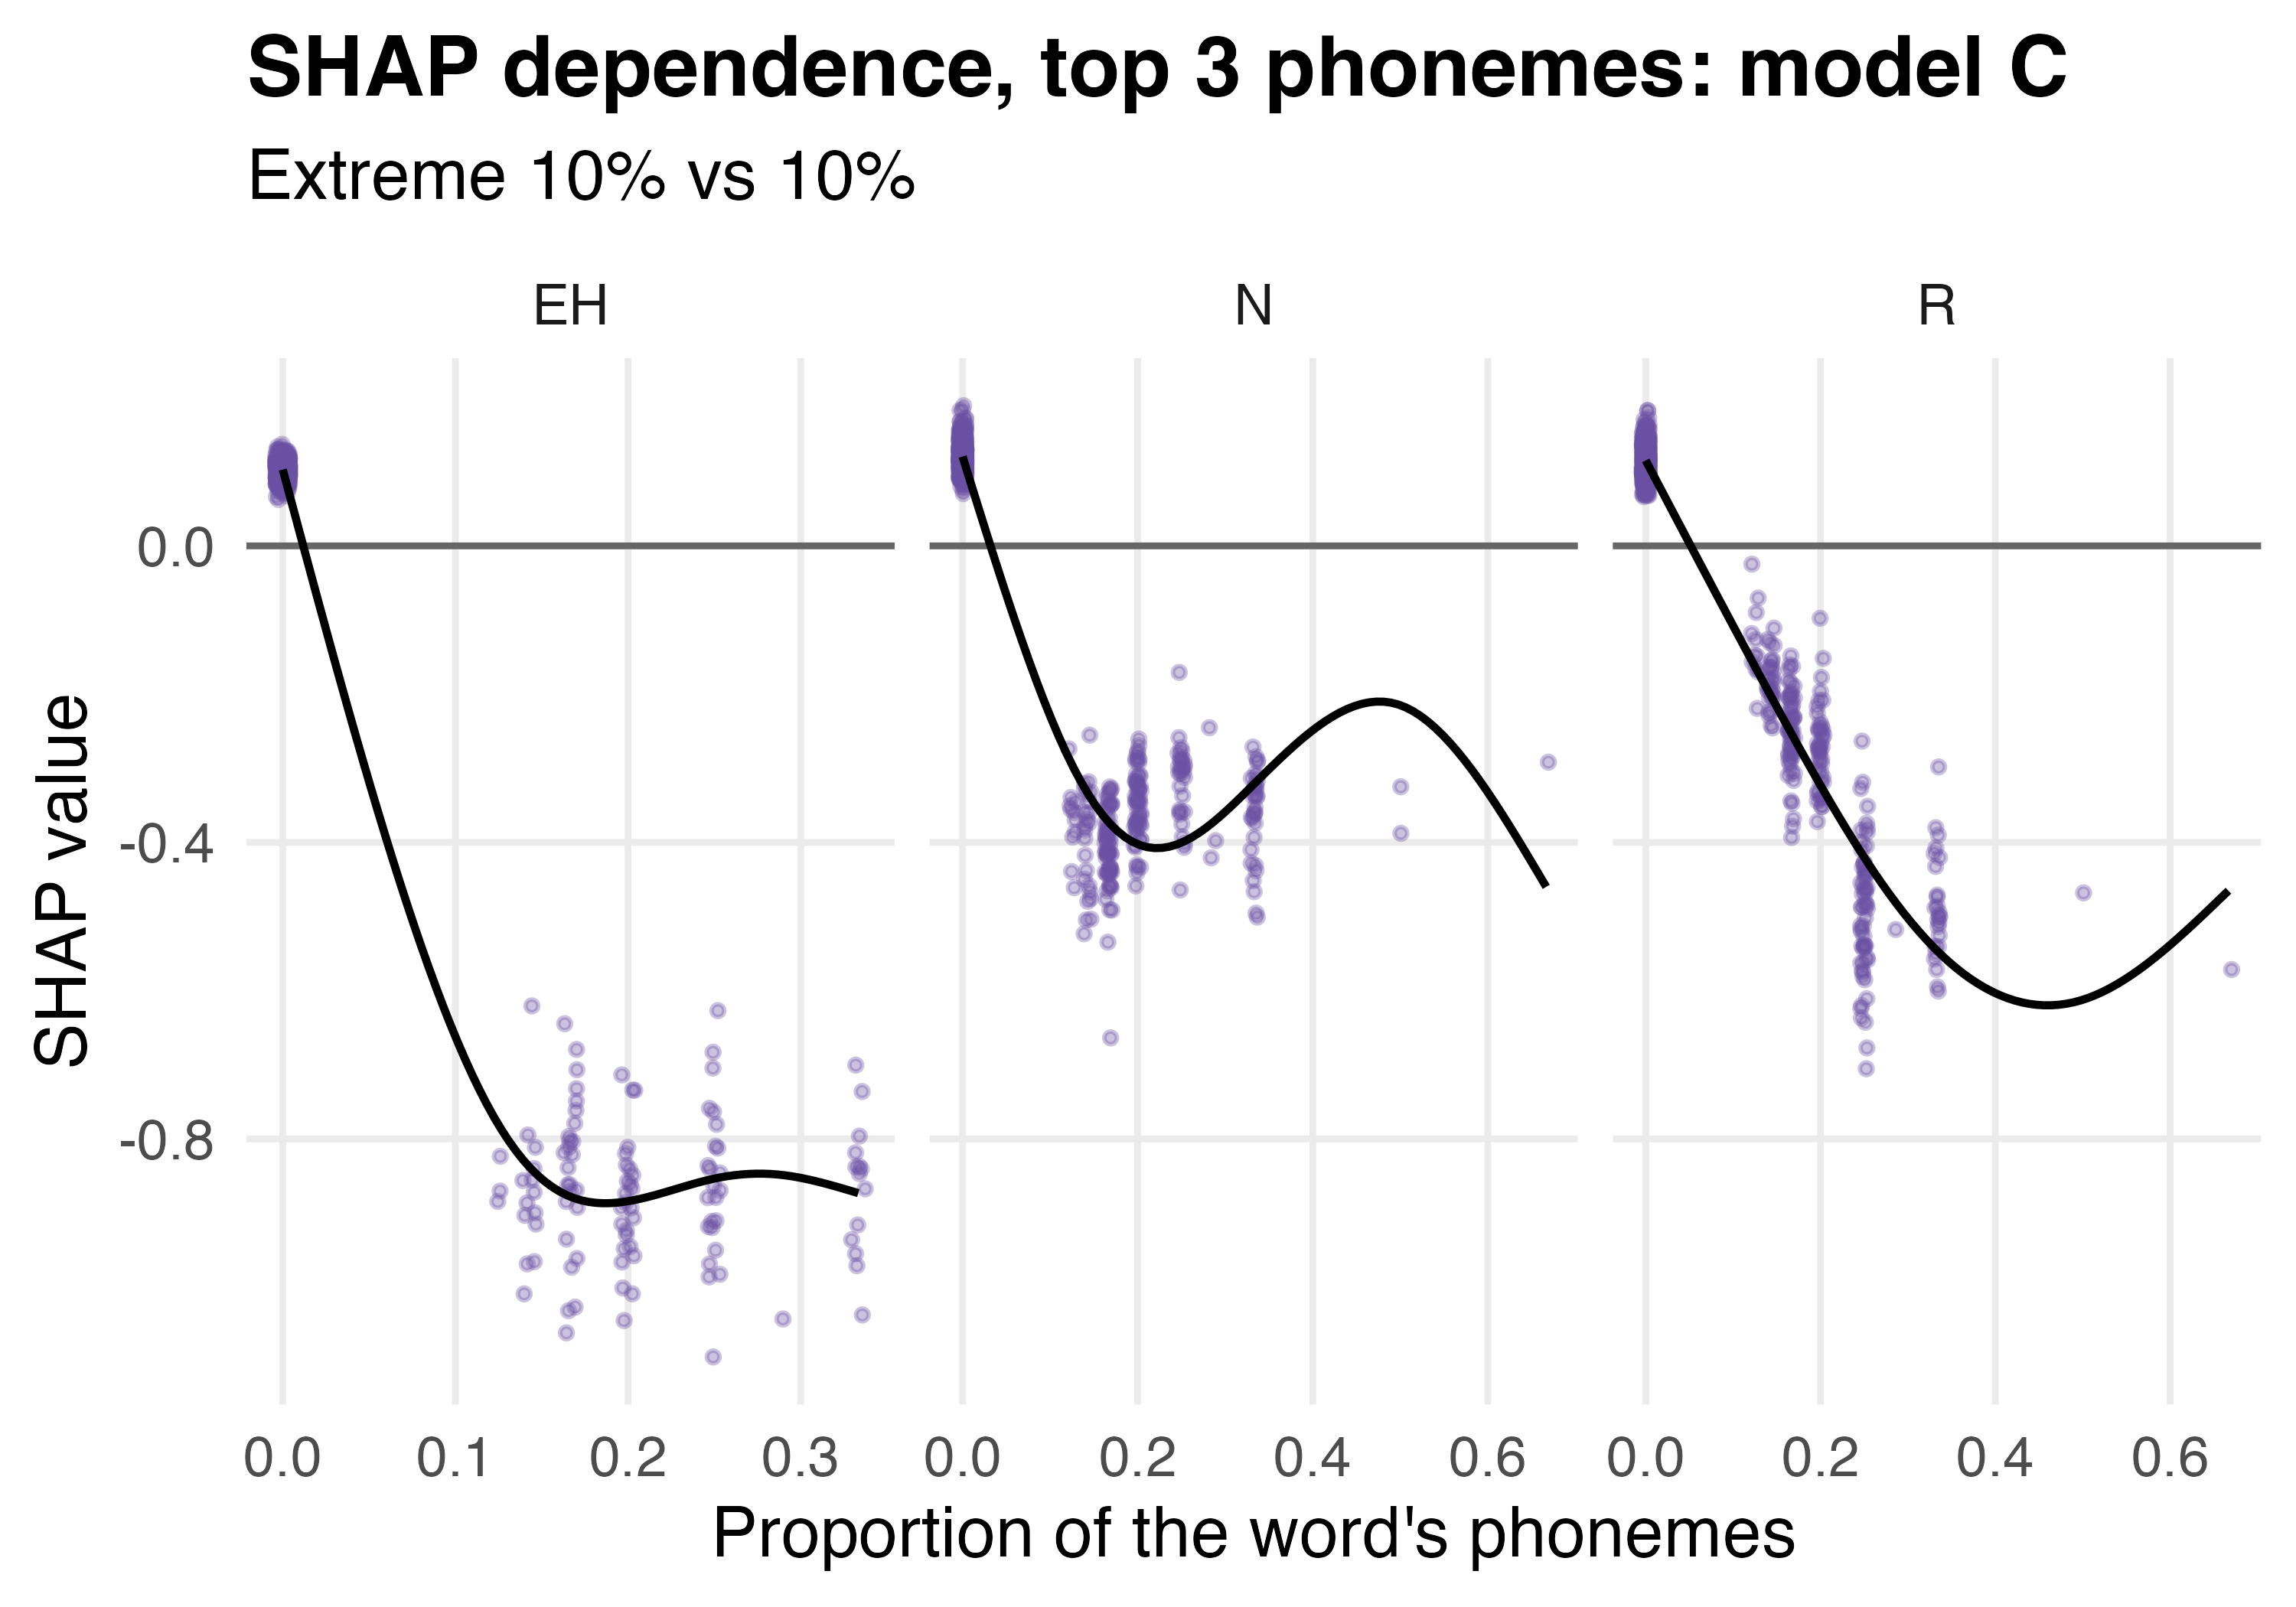 SHAP dependence, top 3 phonemes: model C
Extreme 10% vs 10%
EH N R
0.0
-0.4
-0.8
SHAP value
0.0 0.1 0.2 0.3 0.0 0.2 0.4 0.6 0.0 0.2 0.4 0.6
Proportion of the word's phonemes